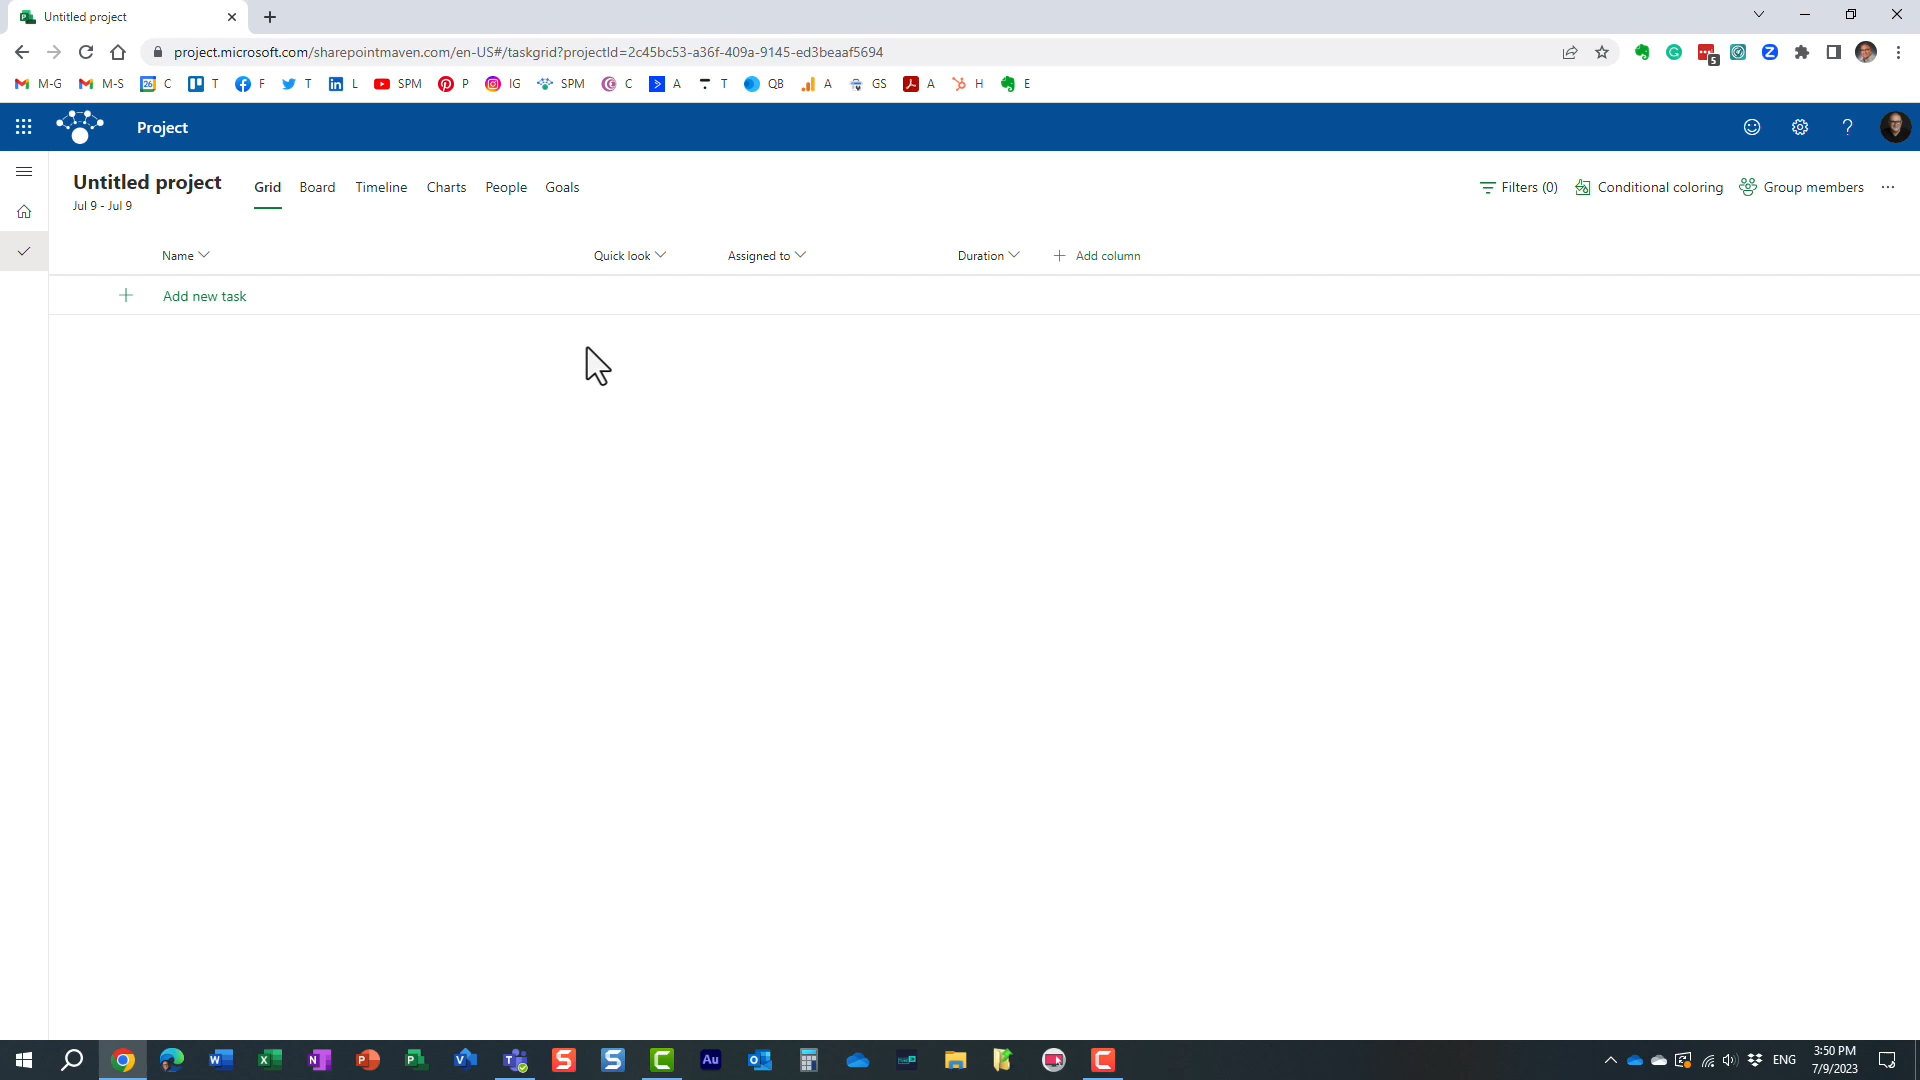 Untitled project
project.microsoft.com/sharepointmaven.com/en-US#/taskgrid?projectId=2c45bc53-a36f-409a-9145-ed3beaaf5694
5
M-G M-S 26 C T F T L SPM P IG SPM C A T QB A GS A H E
Project
Untitled project Grid Board Timeline Charts People Goals Filters (0) Conditional coloring Group members
Jul 9 - Jul 9
Name Quick look Assigned to Duration Add column
Add new task
3:50 PM
ENG
7/9/2023